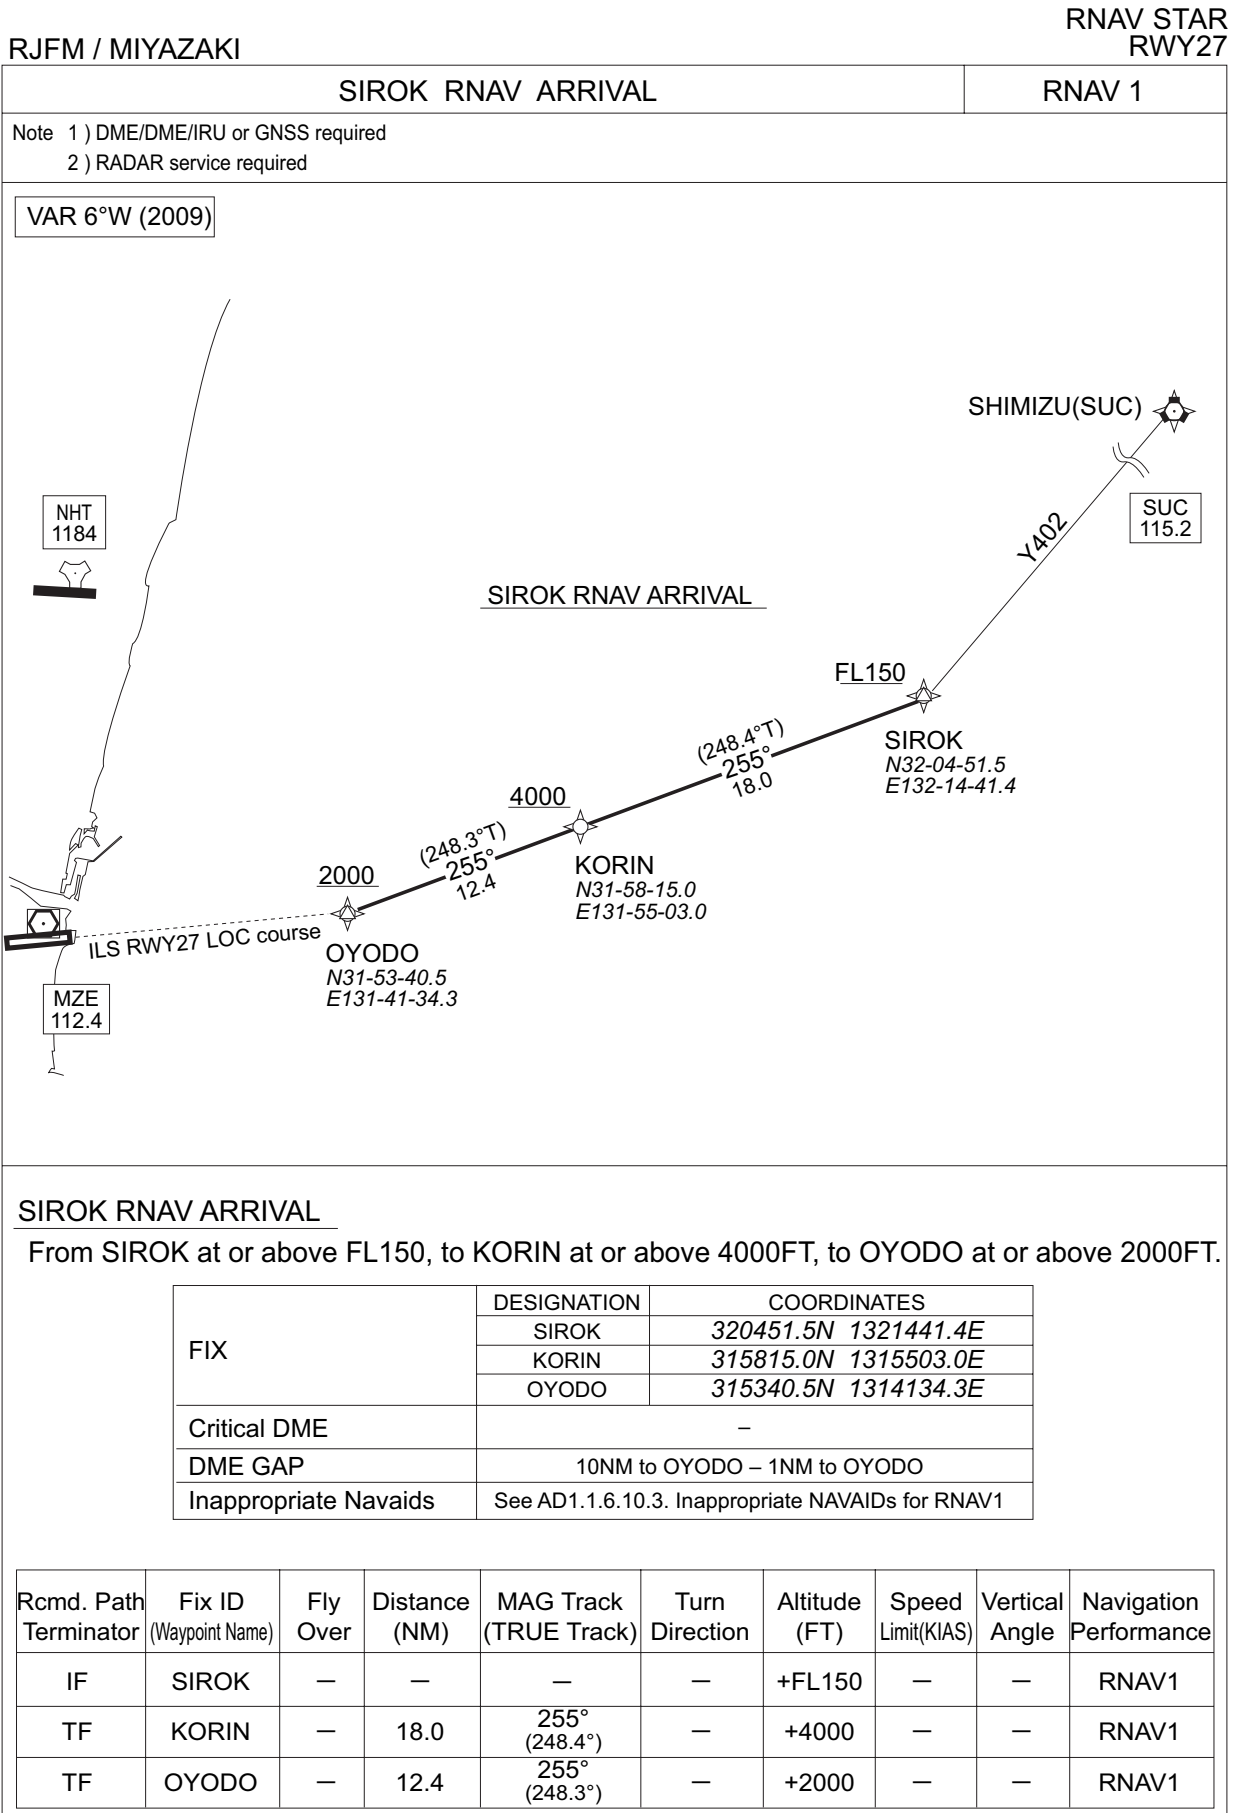 RNAV STAR
RJFM / MIYAZAKI
RWY27
SIROK RNAV ARRIVAL
RNAV 1
Note 1 ) DME/DME/IRU or GNSS required
2 ) RADAR service required
VAR 6°W (2009)
SHIMIZU(SUC)
NHT
1184
SUC
115.2
Y402
SIROK RNAV ARRIVAL
FL150
(248.4°T)
255°
18.0
SIROK
N32-04-51.5
E132-14-41.4
4000
(248.3°T)
255°
12.4
KORIN
N31-58-15.0
E131-55-03.0
2000
ILS RWY27 LOC course
OYODO
N31-53-40.5
E131-41-34.3
MZE
112.4
SIROK RNAV ARRIVAL
From SIROK at or above FL150, to KORIN at or above 4000FT, to OYODO at or above 2000FT.
FIX
DESIGNATION COORDINATES
SIROK 320451.5N 1321441.4E
KORIN 315815.0N 1315503.0E
OYODO 315340.5N 1314134.3E
Critical DME –
DME GAP 10NM to OYODO – 1NM to OYODO
Inappropriate Navaids See AD1.1.6.10.3. Inappropriate NAVAIDs for RNAV1
Rcmd. Path Fix ID Fly Distance MAG Track Turn Altitude Speed Vertical Navigation
Terminator (Waypoint Name) Over (NM) (TRUE Track) Direction (FT) Limit(KIAS) Angle Performance
IF SIROK — — — — +FL150 — — RNAV1
TF KORIN — 18.0 255° (248.4°) — +4000 — — RNAV1
TF OYODO — 12.4 255° (248.3°) — +2000 — — RNAV1